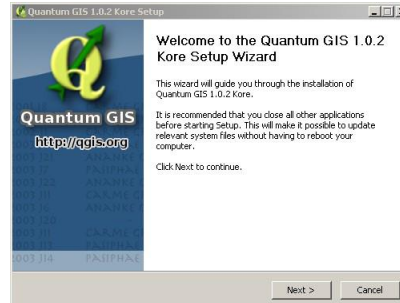 Quantum GIS 1.0.2 Kore Setup
Welcome to the Quantum GIS 1.0.2
Kore Setup Wizard
This wizard will guide you through the installation of
Quantum GIS 1.0.2 Kore.
It is recommended that you close all other applications
before starting Setup. This will make it possible to update
relevant system files without having to reboot your
computer.
Click Next to continue.
Quantum GIS
http://qgis.org
Next >
Cancel